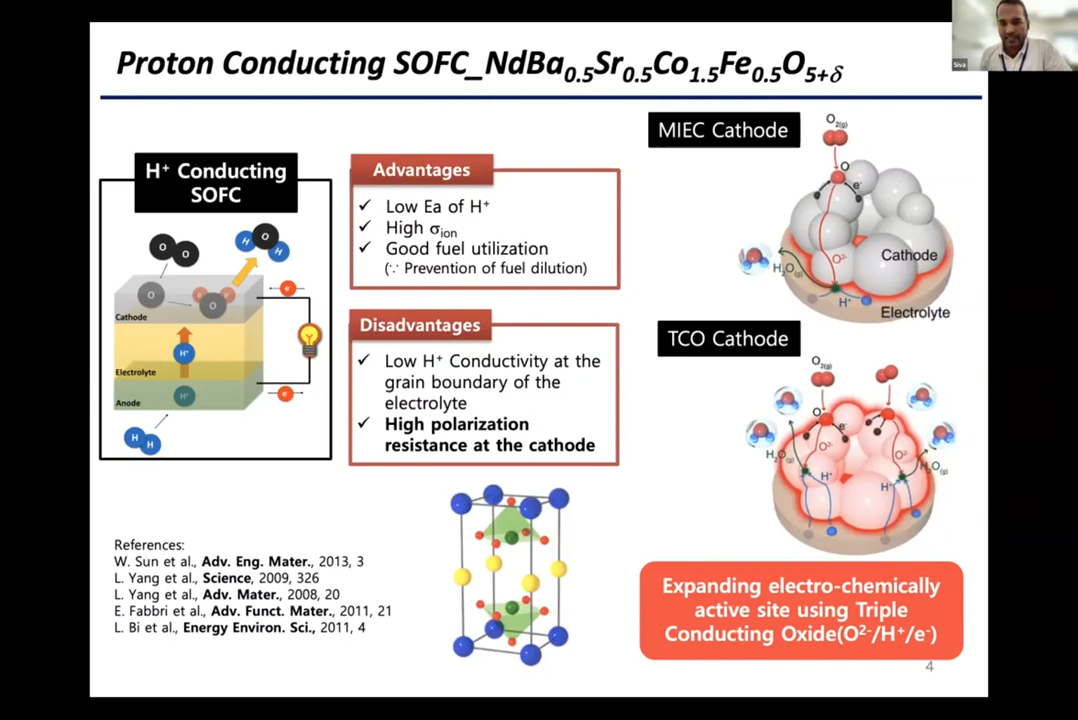 Siva
Proton Conducting SOFC_NdBa0.5Sr0.5Co1.5Fe0.5O5+δ
H+ Conducting
SOFC
O
O
H
O
H
O
O
e-
Cathode
H+
Electrolyte
Anode
H+
e-
H
H
Advantages
✓ Low Ea of H+
✓ High σion
✓ Good fuel utilization
(∵ Prevention of fuel dilution)
Disadvantages
✓ Low H+ Conductivity at the
grain boundary of the
electrolyte
✓ High polarization
resistance at the cathode
References:
W. Sun et al., Adv. Eng. Mater., 2013, 3
L. Yang et al., Science, 2009, 326
L. Yang et al., Adv. Mater., 2008, 20
E. Fabbri et al., Adv. Funct. Mater., 2011, 21
L. Bi et al., Energy Environ. Sci., 2011, 4
MIEC Cathode
O2(g)
O
e-
Cathode
O2-
H2O(g)
H+
Electrolyte
TCO Cathode
O2(g)
O
e-
O2-
O2-
H2O(g)
H2O(g)
H+
H+
Expanding electro-chemically
active site using Triple
Conducting Oxide(O2-/H+/e-)
4